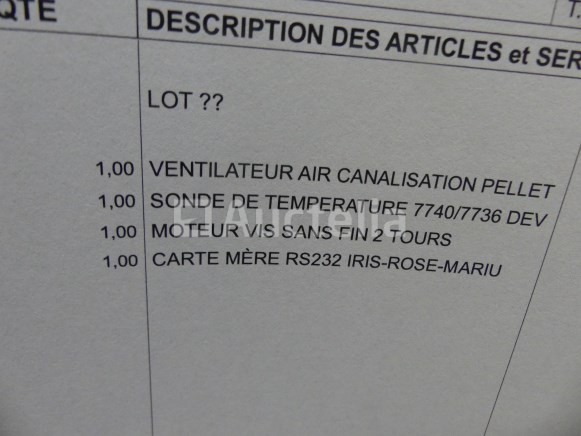 QTE
DESCRIPTION DES ARTICLES et SER
LOT ??
1,00 VENTILATEUR AIR CANALISATION PELLET
1,00 SONDE DE TEMPERATURE 7740/7736 DEV
Auctelia
1,00 MOTEUR VIS SANS FIN 2 TOURS
1,00 CARTE MÈRE RS232 IRIS-ROSE-MARIU